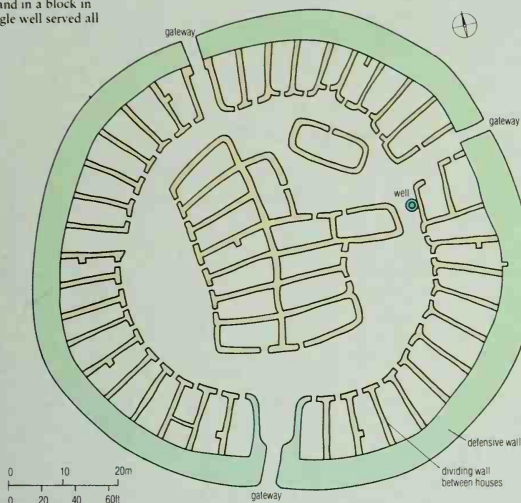 and in a block in
gle well served all
gateway
gateway
well
defensive wall
dividing wall
between houses
gateway
0 10 20m
0 20 40 60ft